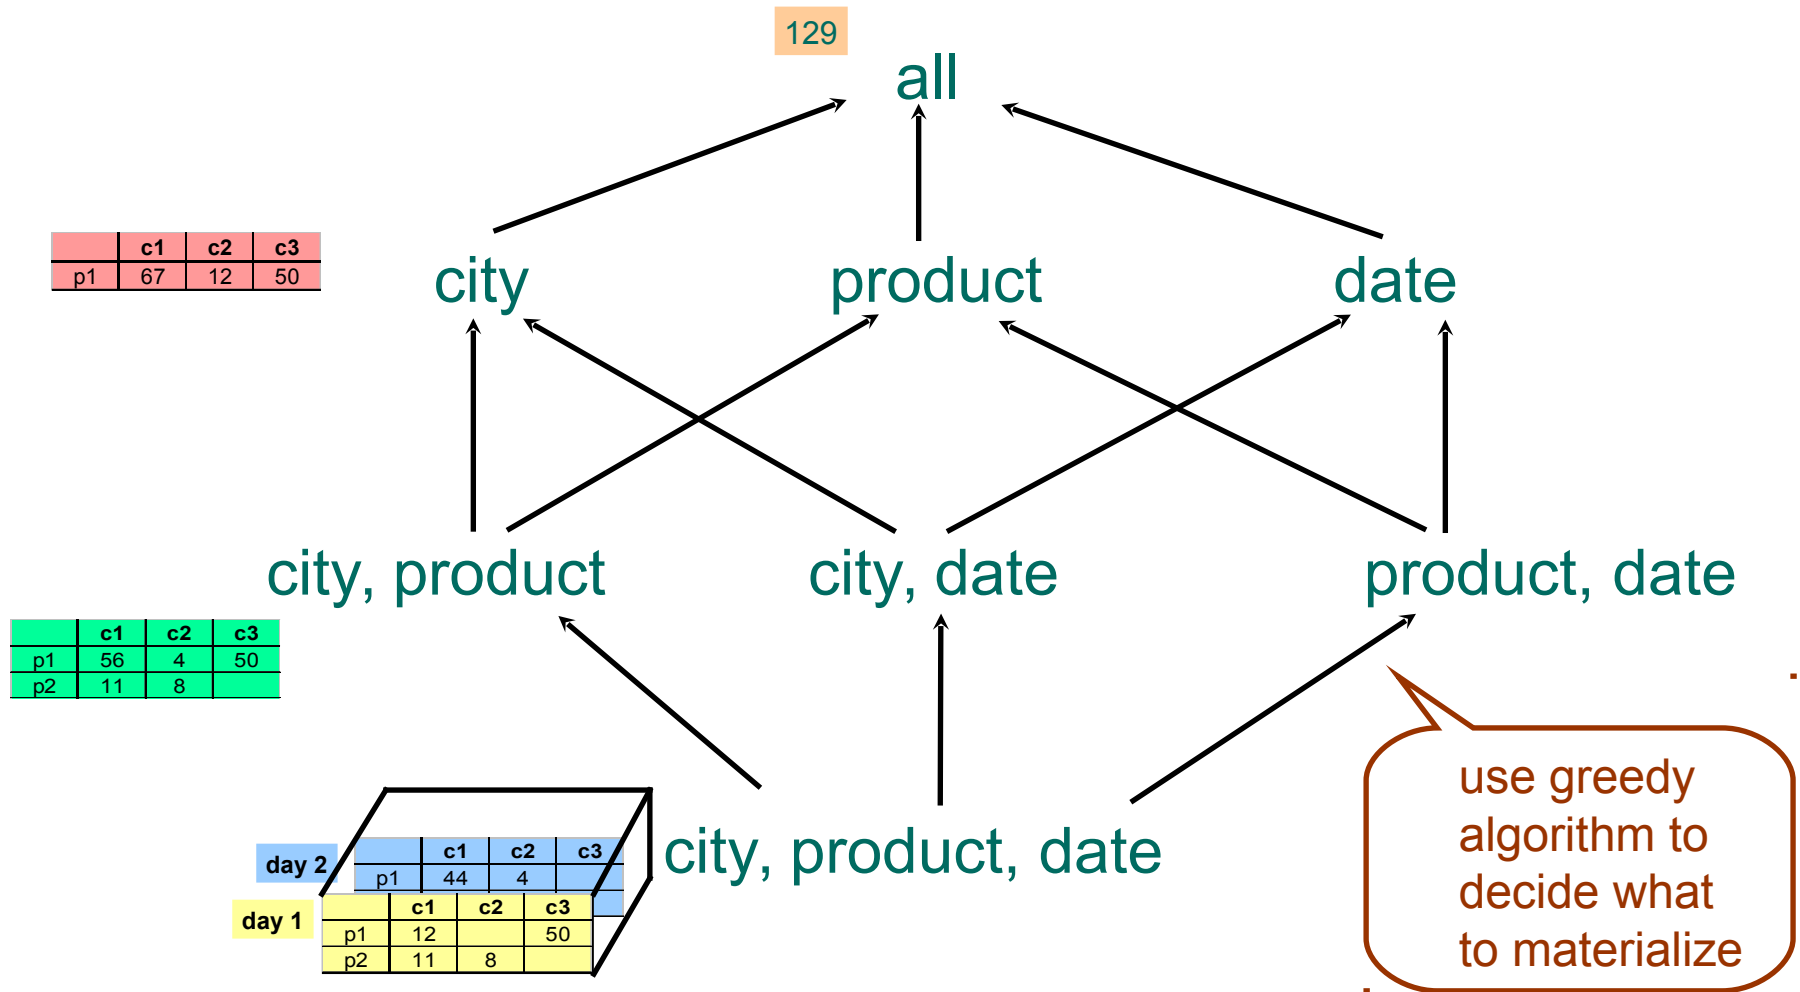 129
all
c1 c2 c3
p1 67 12 50
city product date
city, product city, date product, date
c1 c2 c3
p1 56 4 50
p2 11 8
use greedy
algorithm to
decide what
to materialize
city, product, date
day 2
c1 c2 c3
p1 44 4
day 1
c1 c2 c3
p1 12 50
p2 11 8